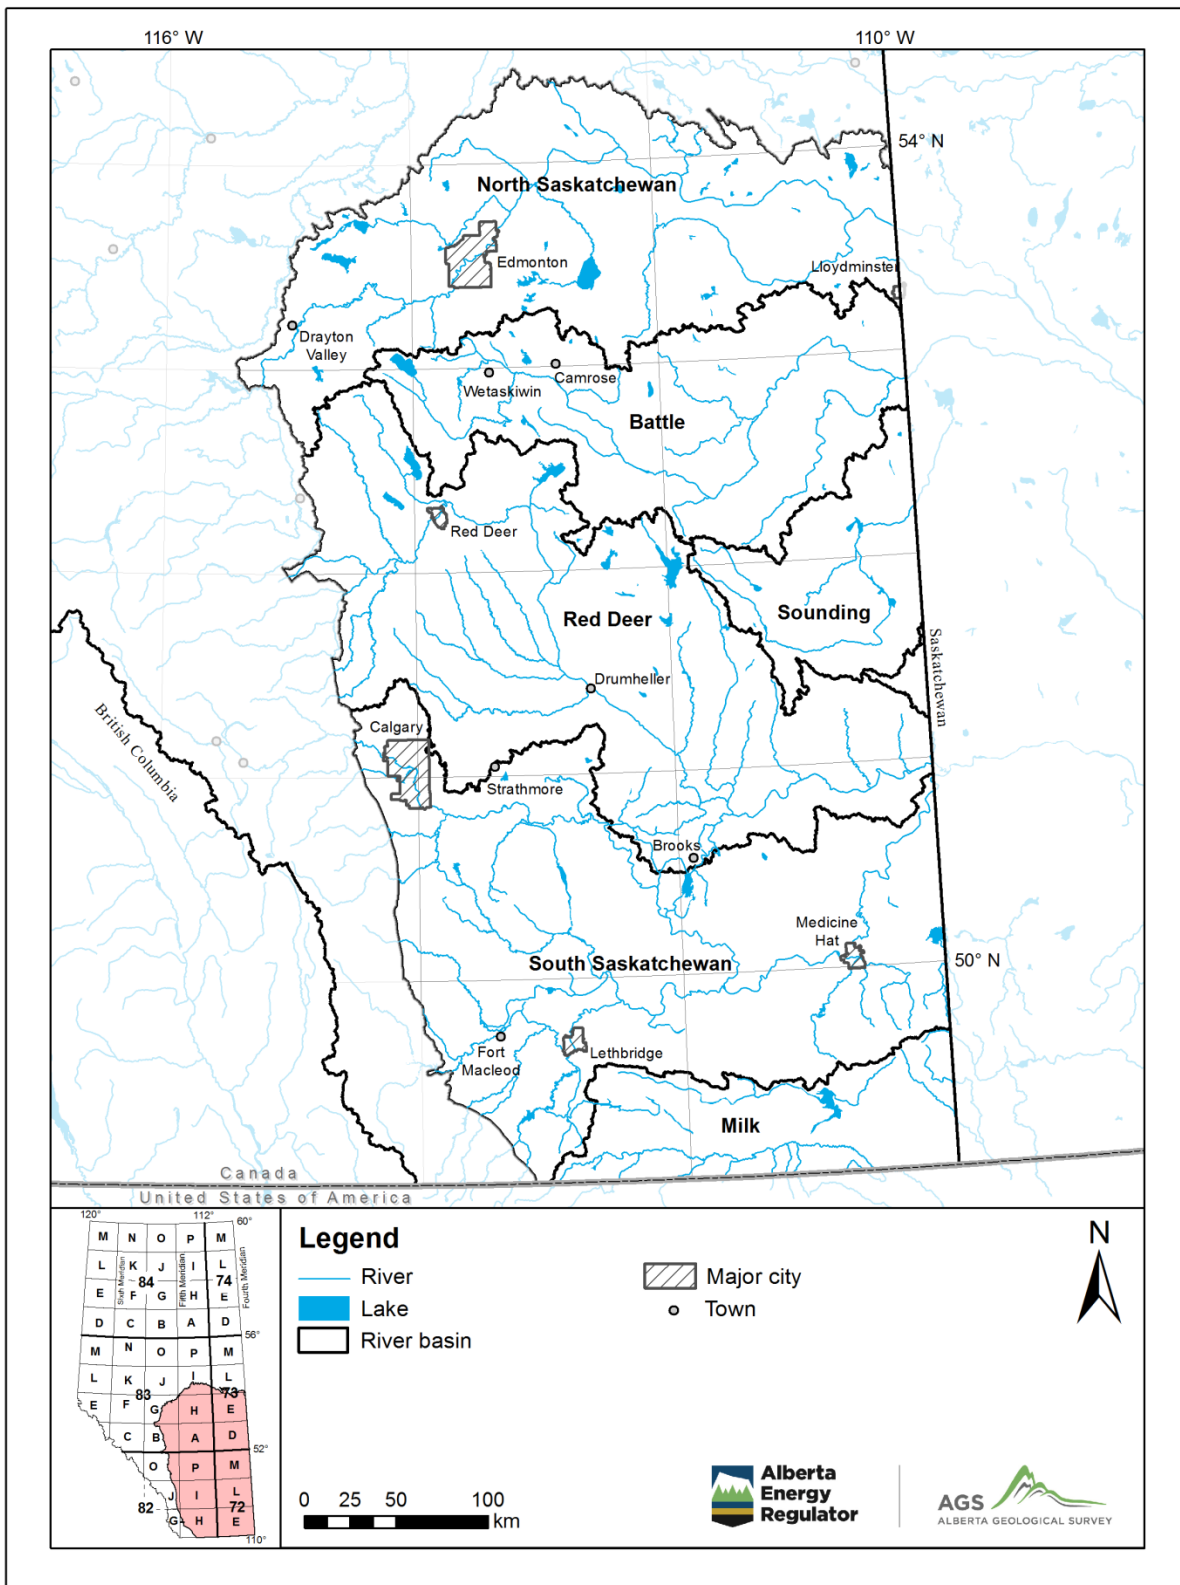 116° W
110° W
54° N
North Saskatchewan
Edmonton
Lloydminster
Drayton
Valley
Wetaskiwin
Camrose
Battle
Red Deer
Red Deer
Sounding
Saskatchewan
Drumheller
British Columbia
Calgary
Strathmore
Brooks
Medicine
Hat
50° N
South Saskatchewan
Fort
Macleod
Lethbridge
Milk
Canada
United States of America
120°
112°
60°
M N O P M
L K J I L
Sixth Meridian
Fifth Meridian
Fourth Meridian
84
74
E F G H E
D C B A D
56°
M N O P M
L K J I L
83
73
E F G H E
C B A D
52°
O P M
J I L
82
72
G H E
110°
Legend
River
Lake
River basin
Major city
Town
N
0 25 50 100
km
Alberta
Energy
Regulator
AGS
ALBERTA GEOLOGICAL SURVEY